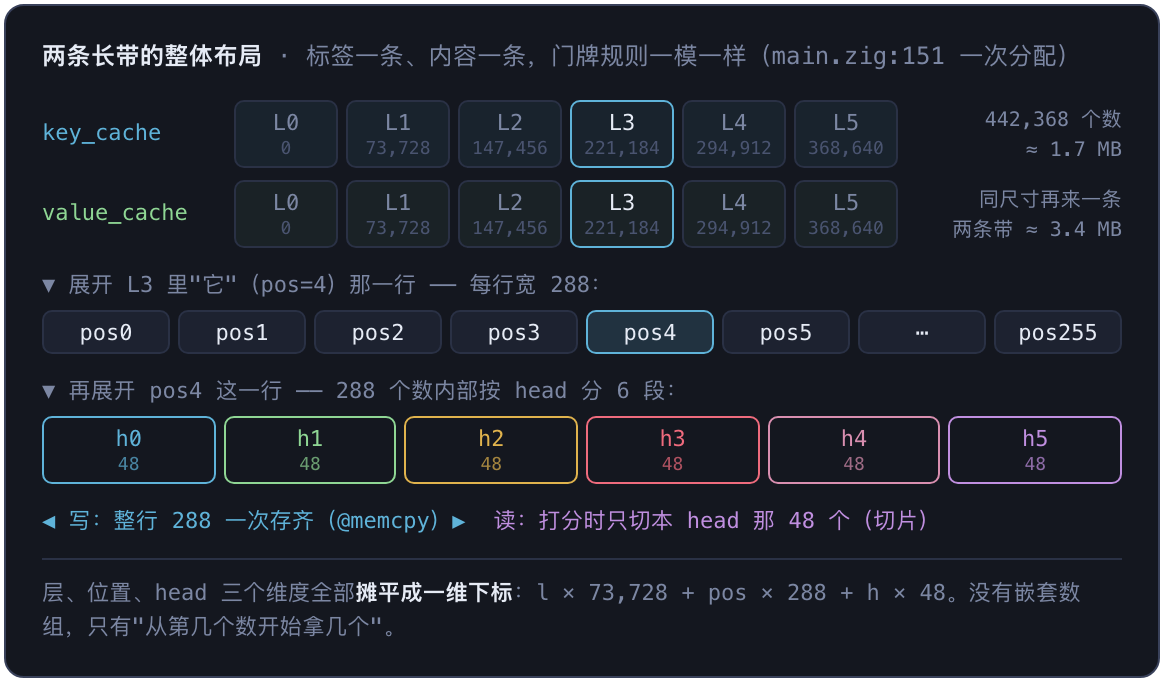 两条长带的整体布局 · 标签一条、内容一条，门牌规则一模一样（main.zig:151 一次分配）
key_cache
L0
0
L1
73,728
L2
147,456
L3
221,184
L4
294,912
L5
368,640
442,368 个数
≈ 1.7 MB
value_cache
L0
0
L1
73,728
L2
147,456
L3
221,184
L4
294,912
L5
368,640
同尺寸再来一条
两条带 ≈ 3.4 MB
▼ 展开 L3 里"它"（pos=4）那一行 —— 每行宽 288：
pos0
pos1
pos2
pos3
pos4
pos5
⋯
pos255
▼ 再展开 pos4 这一行 —— 288 个数内部按 head 分 6 段：
h0
48
h1
48
h2
48
h3
48
h4
48
h5
48
◀ 写：整行 288 一次存齐（@memcpy）▶ 读：打分时只切本 head 那 48 个（切片）
层、位置、head 三个维度全部摊平成一维下标：l × 73,728 + pos × 288 + h × 48。没有嵌套数
组，只有"从第几个数开始拿几个"。